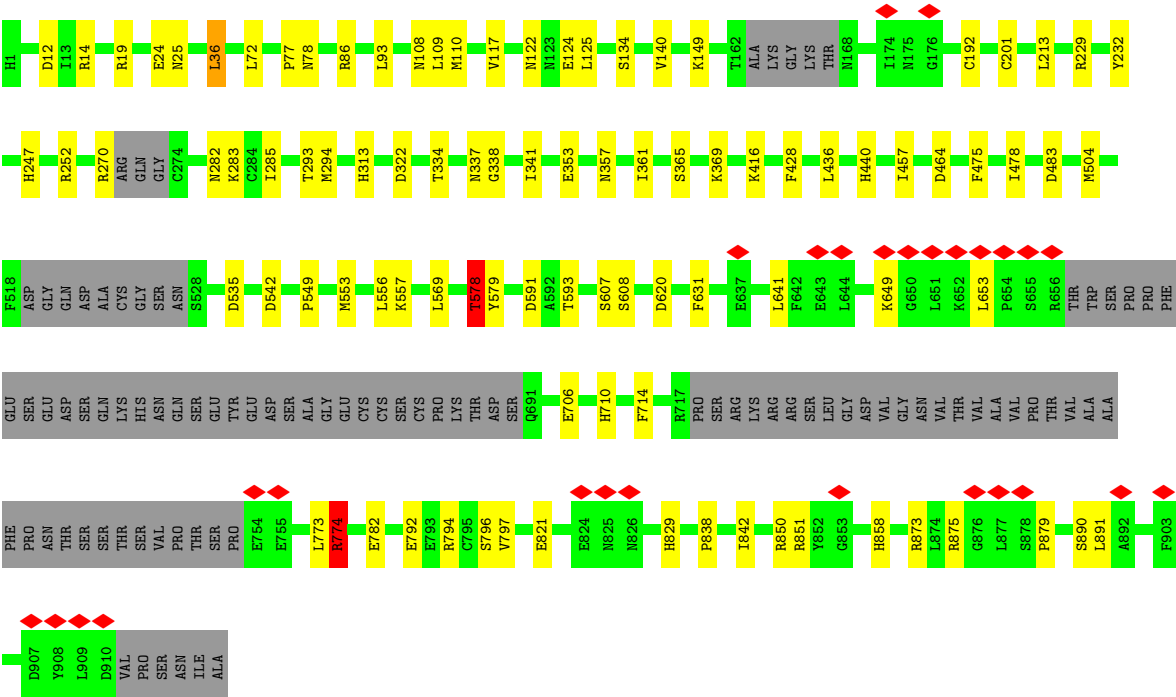 H1 D12 I13 R14 R19 E24 N25 L36 L72 P77 N78 R86 L93 N108 L109 M110 V117 N122 N123 E124 L125 S134 V140 K149 T162 ALA LYS GLY LYS THR N168 I174 N175 G176 C192 C201 L213 R229 Y232
H247 R252 R270 ARG GLN GLY C274 N282 K283 C284 I285 T293 M294 H313 D322 T334 N337 G338 I341 E353 N357 I361 S365 K369 K416 F428 L436 H440 I457 D464 F475 I478 D483 M504
F518 ASP GLY GLN ASP ALA CYS GLY SER ASN S528 D535 D542 P549 M553 L556 K557 L569 T578 Y579 D591 A592 T593 S607 S608 D620 F631 E637 L641 F642 E643 L644 K649 G650 L651 K652 L653 P654 S655 R656 THR TRP SER PRO PRO PHE
GLU SER GLU ASP SER GLN LYS HIS ASN GLN SER GLU TYR GLU ASP SER ALA GLY GLU CYS CYS SER CYS PRO LYS THR ASP SER Q691 E706 H710 F714 R717 PRO SER ARG LYS ARG ARG SER LEU GLY ASP VAL GLY ASN VAL THR VAL ALA VAL PRO THR VAL ALA ALA
PHE PRO ASN THR SER SER THR SER VAL PRO THR SER PRO E754 E755 L773 R774 E782 E792 E793 R794 C795 S796 V797 E821 E824 N825 N826 H829 P838 I842 R850 R851 Y852 G853 H858 R873 L874 R875 G876 L877 S878 P879 S890 L891 A892 F903
D907 Y908 L909 D910 VAL PRO SER ASN ILE ALA